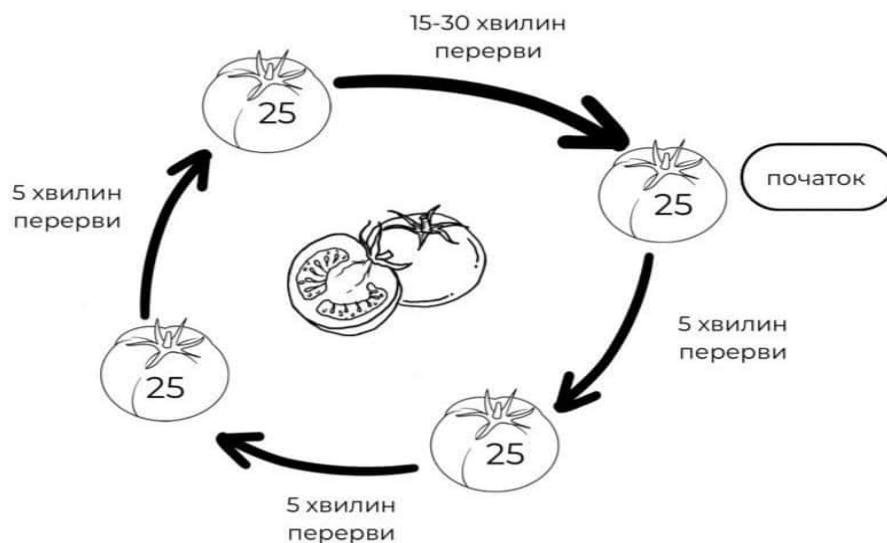 15-30 хвилин
перерви
25
25
початок
5 хвилин
перерви
5 хвилин
перерви
25
25
5 хвилин
перерви